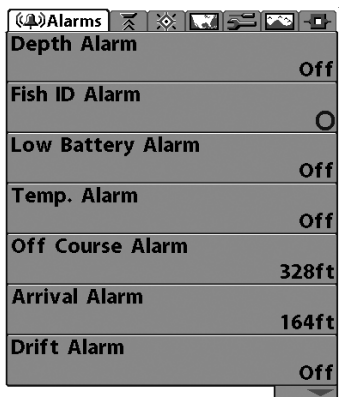 Alarms
Depth Alarm
Off
Fish ID Alarm
O
Low Battery Alarm
Off
Temp. Alarm
Off
Off Course Alarm
328ft
Arrival Alarm
164ft
Drift Alarm
Off